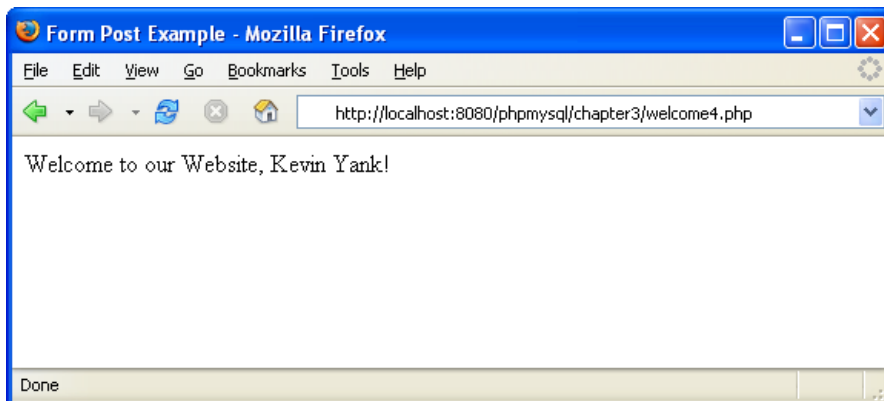 Form Post Example - Mozilla Firefox
File Edit View Go Bookmarks Tools Help
http://localhost:8080/phpmysql/chapter3/welcome4.php
Welcome to our Website, Kevin Yank!
Done